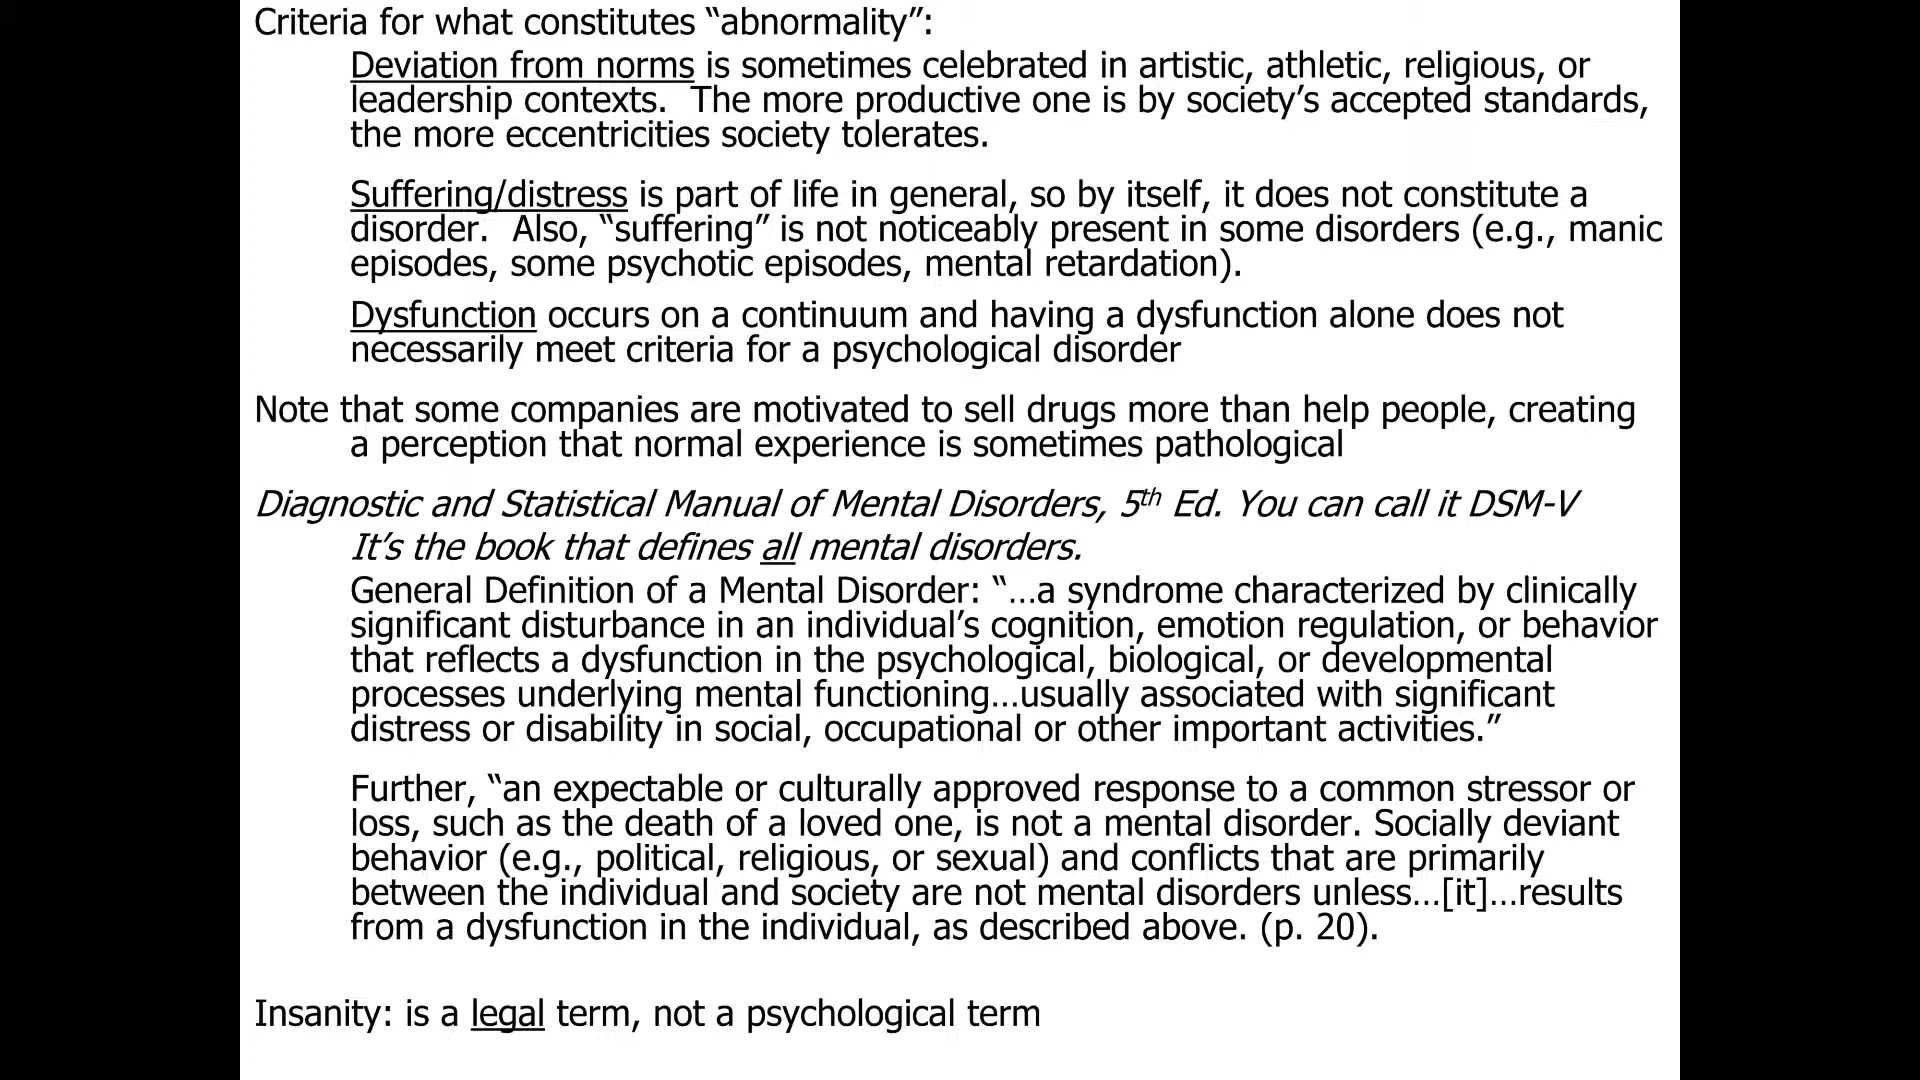 Criteria for what constitutes “abnormality”:
Deviation from norms is sometimes celebrated in artistic, athletic, religious, or
leadership contexts.  The more productive one is by society’s accepted standards,
the more eccentricities society tolerates.
Suffering/distress is part of life in general, so by itself, it does not constitute a
disorder.  Also, “suffering” is not noticeably present in some disorders (e.g., manic
episodes, some psychotic episodes, mental retardation).
Dysfunction occurs on a continuum and having a dysfunction alone does not
necessarily meet criteria for a psychological disorder
Note that some companies are motivated to sell drugs more than help people, creating
a perception that normal experience is sometimes pathological
Diagnostic and Statistical Manual of Mental Disorders, 5th Ed. You can call it DSM-V
It’s the book that defines all mental disorders.
General Definition of a Mental Disorder: “…a syndrome characterized by clinically
significant disturbance in an individual’s cognition, emotion regulation, or behavior
that reflects a dysfunction in the psychological, biological, or developmental
processes underlying mental functioning…usually associated with significant
distress or disability in social, occupational or other important activities.”
Further, “an expectable or culturally approved response to a common stressor or
loss, such as the death of a loved one, is not a mental disorder. Socially deviant
behavior (e.g., political, religious, or sexual) and conflicts that are primarily
between the individual and society are not mental disorders unless…[it]…results
from a dysfunction in the individual, as described above. (p. 20).
Insanity: is a legal term, not a psychological term